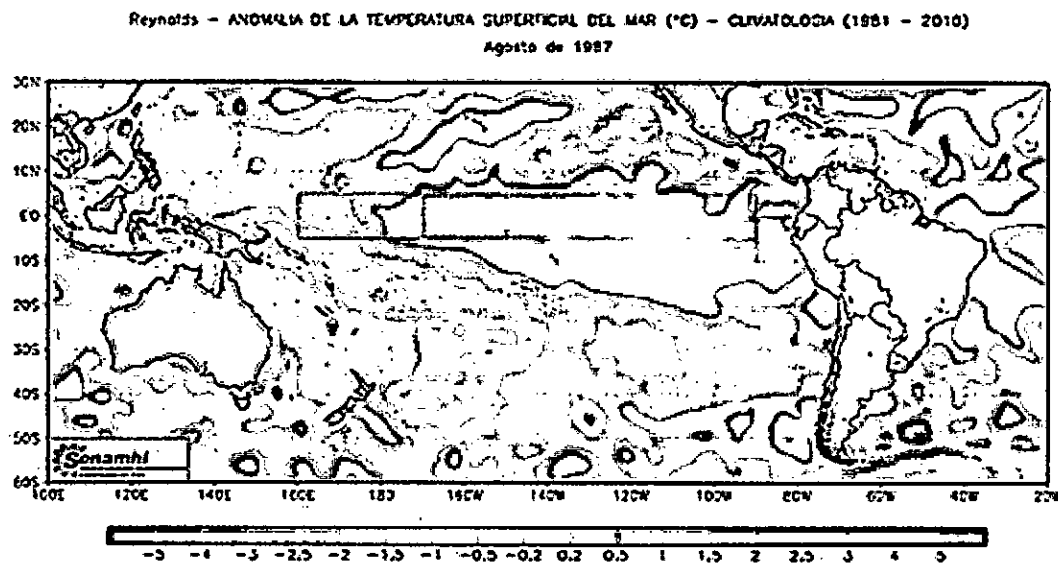 Reynolds - ANOMALIA DE LA TEMPERATURA SUPERFICIAL DEL MAR (°C) - CLIMATOLOGIA (1981 - 2010)
Agosto de 1987
30N
20N
10N
EQ
10S
20S
30S
40S
50S
60S
Senamhi
100E 120E 140E 160E 180 160W 140W 120W 100W 80W 60W 40W 20W
-5 -4 -3 -2.5 -2 -1.5 -1 -0.5 -0.2 0.2 0.5 1 1.5 2 2.5 3 4 5